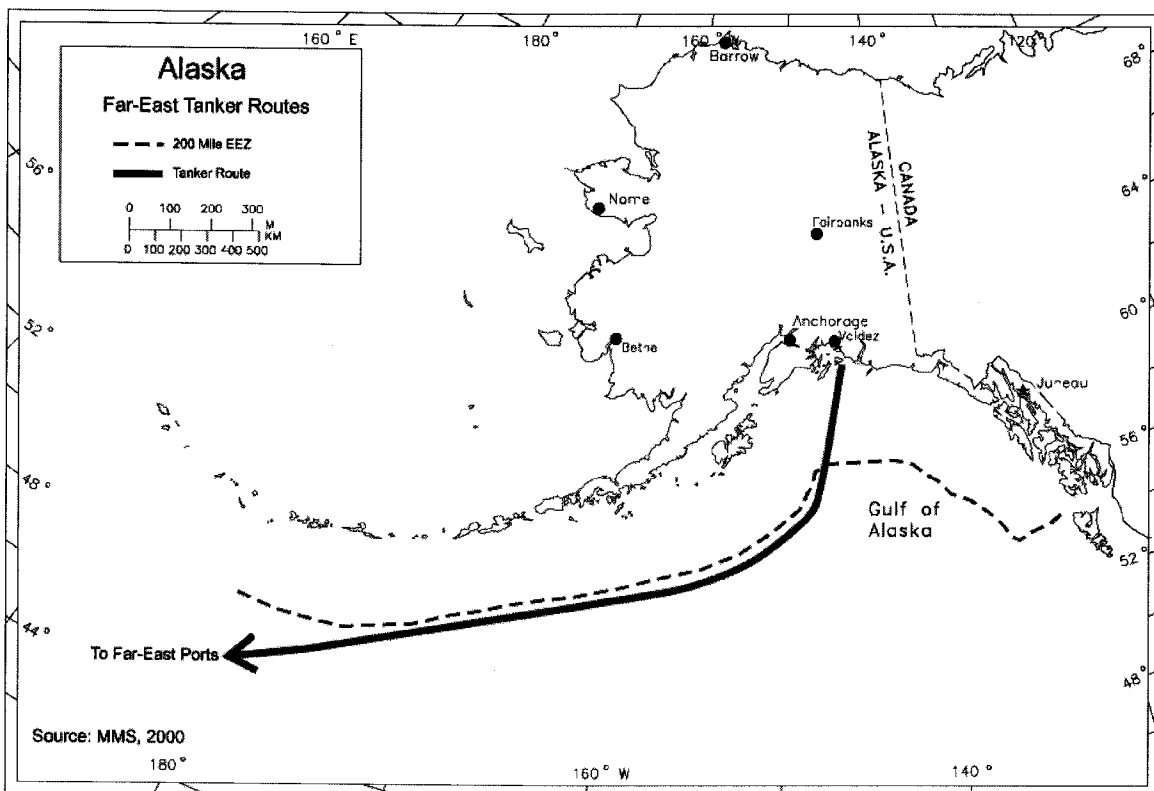 160° E
180°
160° W
140°
120°
Alaska
Far-East Tanker Routes
200 Mile EEZ
Tanker Route
0 100 200 300
M
KM
0 100 200 300 400 500
68°
64°
60°
56°
52°
48°
56°
52°
48°
44°
Barrow
Nome
Fairbanks
CANADA
ALASKA – U.S.A.
Anchorage
Valdez
Bethe
Juneau
Gulf of
Alaska
To Far-East Ports
Source: MMS, 2000
180°
160° W
140°